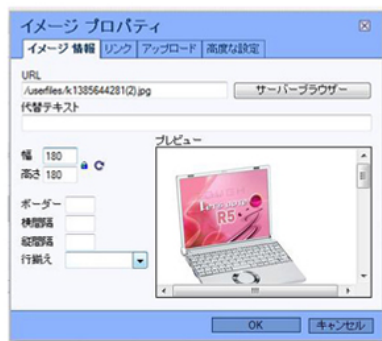 イメージ プロパティ
イメージ 情報 リンク アップロード 高度な設定
URL
/userfiles/k1385644281(2).jpg サーバーブラウザー
代替テキスト
プレビュー
幅 180
高さ 180
R5
ボーダー
横間隔
縦間隔
行揃え
OK キャンセル